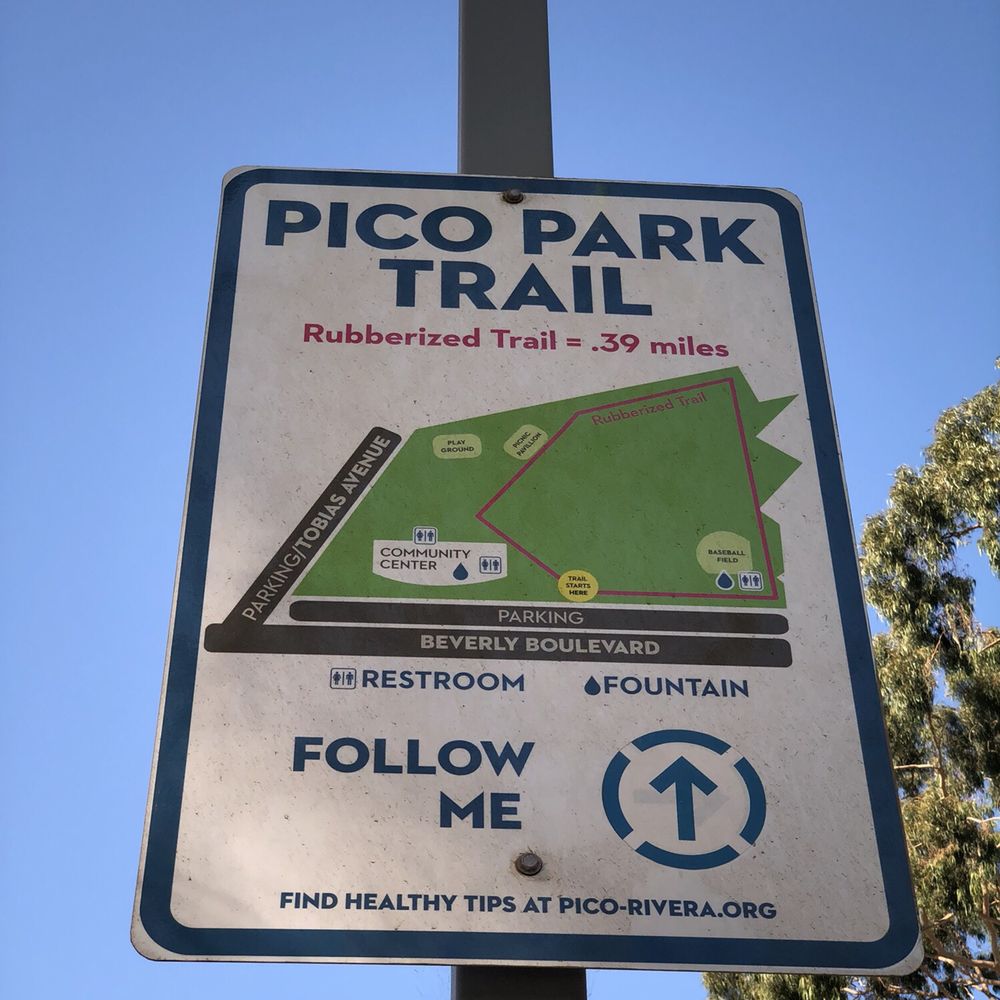 PICO PARK
TRAIL
Rubberized Trail = .39 miles
Rubberized Trail
PLAY
GROUND
PICNIC
PAVILLION
PARKING/TOBIAS AVENUE
COMMUNITY
CENTER
BASEBALL
FIELD
TRAIL
STARTS
HERE
PARKING
BEVERLY BOULEVARD
RESTROOM
FOUNTAIN
FOLLOW
ME
FIND HEALTHY TIPS AT PICO-RIVERA.ORG